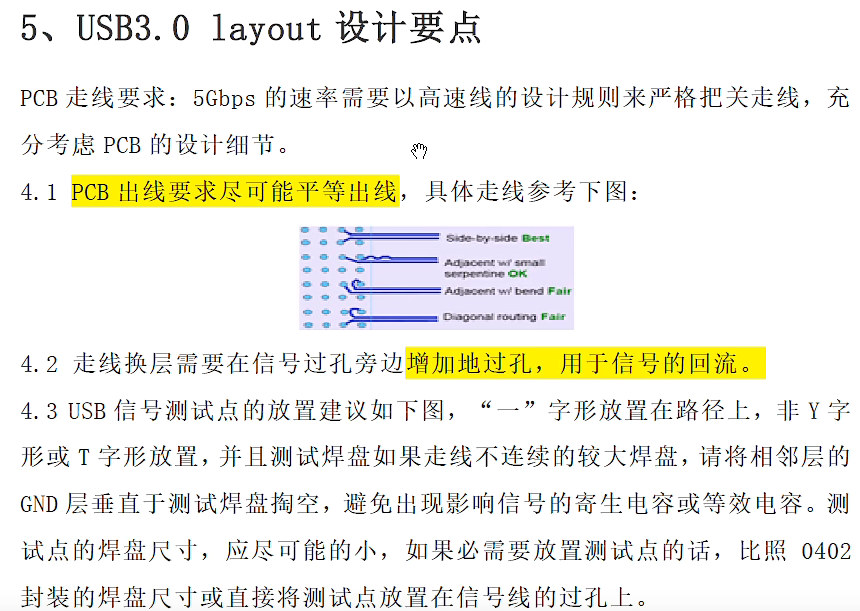 5、USB3.0 layout 设计要点
PCB 走线要求：5Gbps 的速率需要以高速线的设计规则来严格把关走线，充
分考虑 PCB 的设计细节。
4.1 PCB 出线要求尽可能平等出线，具体走线参考下图：
Side-by-side Best
Adjacent w/ small
serpentine OK
Adjacent w/ bend Fair
Diagonal routing Fair
4.2 走线换层需要在信号过孔旁边增加地过孔，用于信号的回流。
4.3 USB 信号测试点的放置建议如下图，“一”字形放置在路径上，非 Y 字
形或 T 字形放置，并且测试焊盘如果走线不连续的较大焊盘，请将相邻层的
GND 层垂直于测试焊盘掏空，避免出现影响信号的寄生电容或等效电容。测
试点的焊盘尺寸，应尽可能的小，如果必需要放置测试点的话，比照 0402
封装的焊盘尺寸或直接将测试点放置在信号线的过孔上。